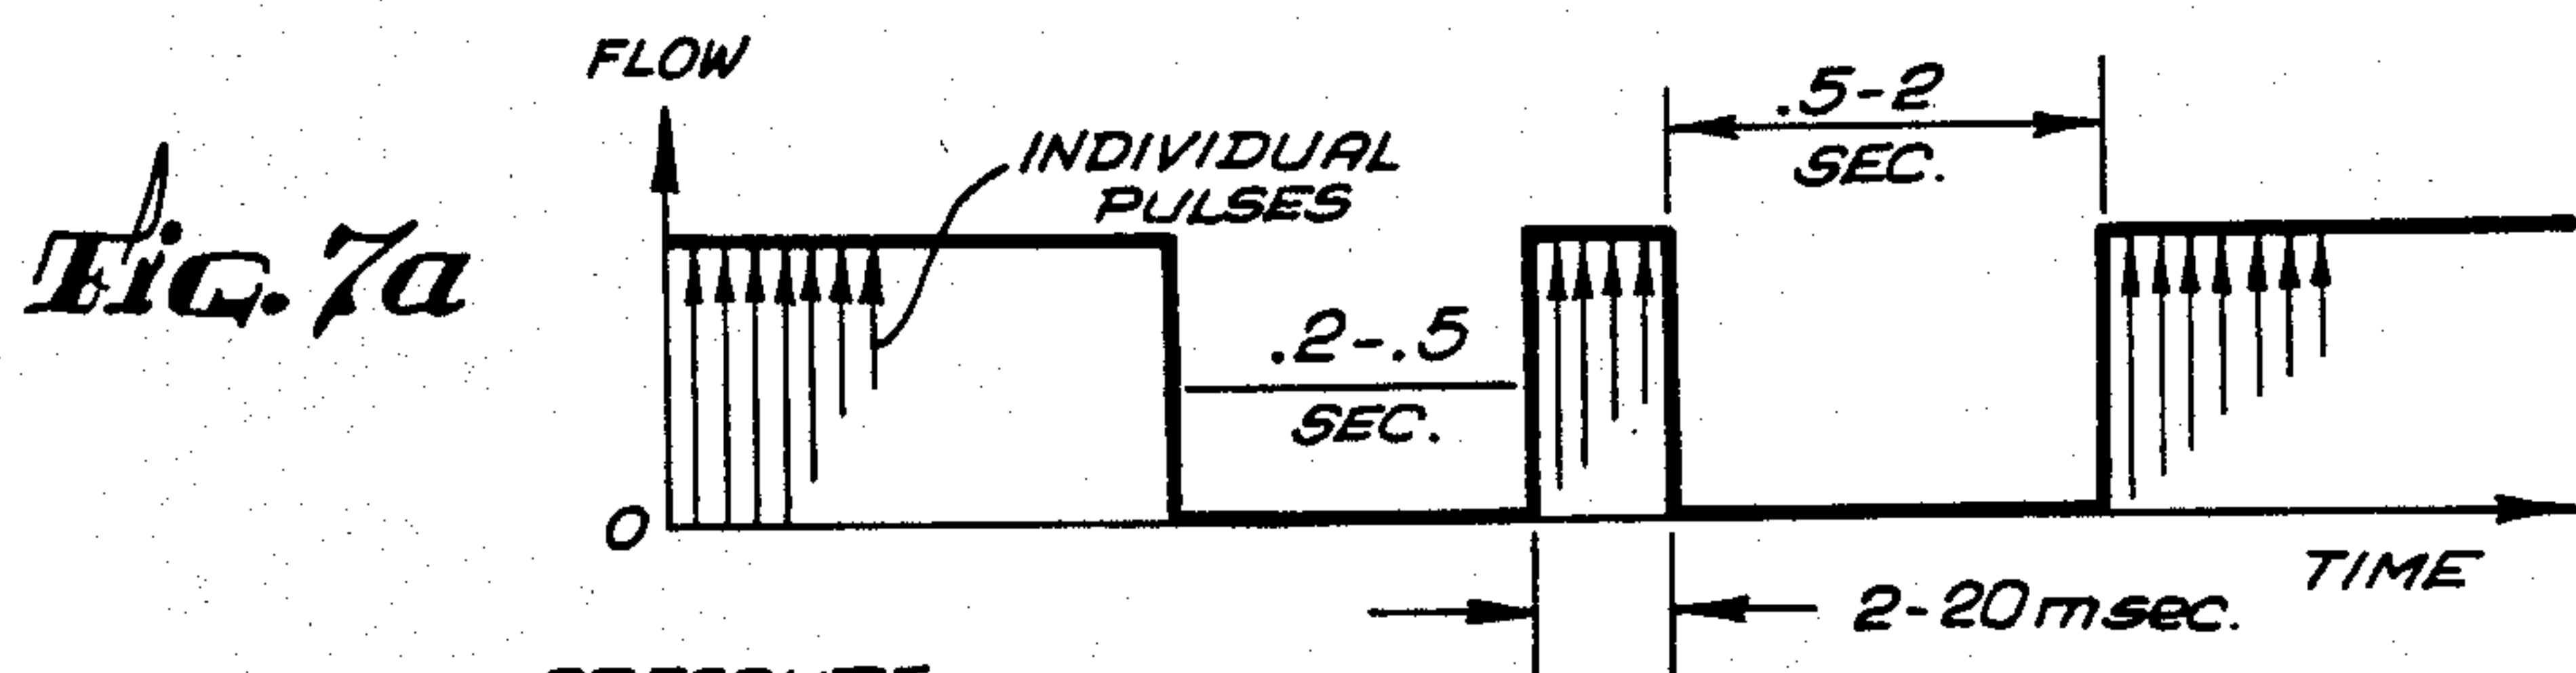 FLOW
.5-2
SEC.
INDIVIDUAL
PULSES
Fig. 7a
.2-.5
SEC.
0
TIME
2-20 msec.